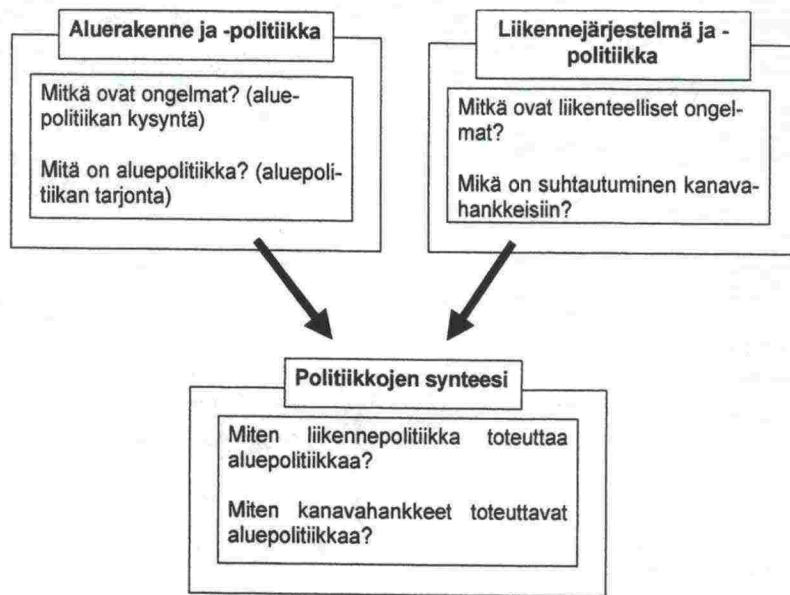 Aluerakenne ja -politiikka
Mitkä ovat ongelmat? (alue-
politiikan kysyntä)
Mitä on aluepolitiikka? (aluepoli-
tiikan tarjonta)
Liikennejärjestelmä ja -
politiikka
Mitkä ovat liikenteelliset ongel-
mat?
Mikä on suhtautuminen kanava-
hankkeisiin?
Politiikkojen synteesi
Miten liikennepolitiikka toteuttaa
aluepolitiikkaa?
Miten kanavahankkeet toteuttavat
aluepolitiikkaa?